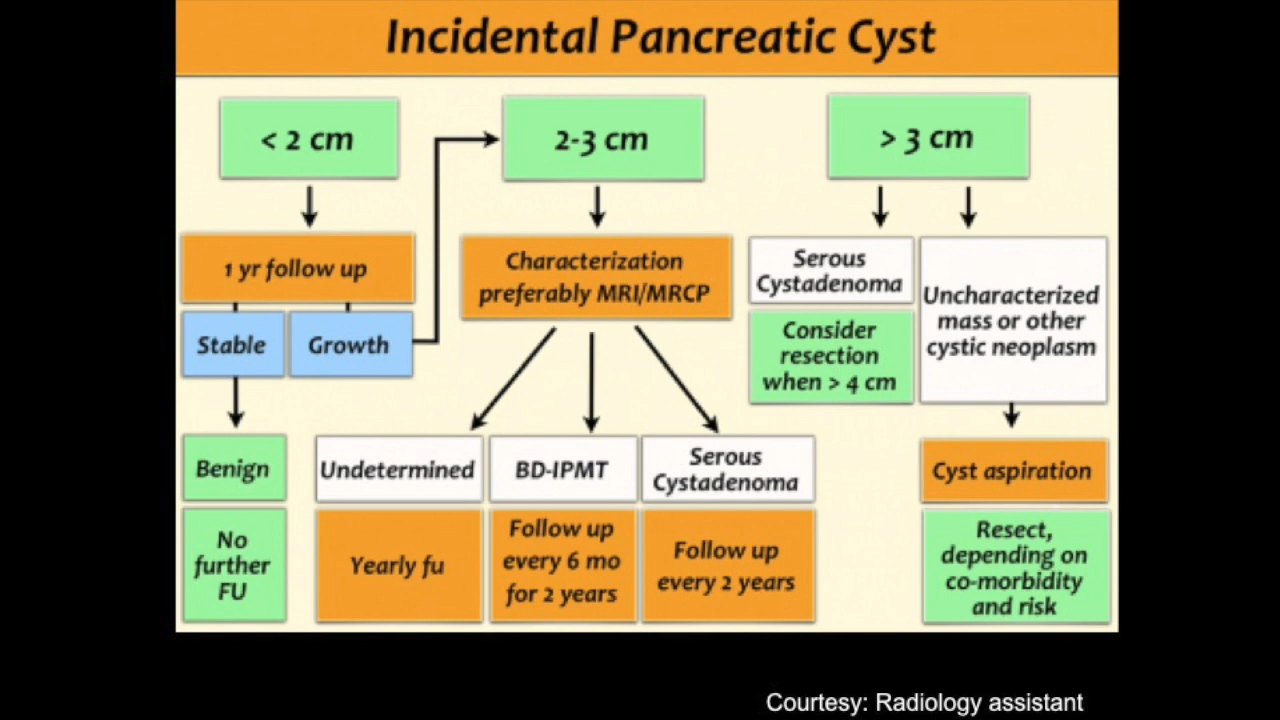 Incidental Pancreatic Cyst
< 2 cm
2-3 cm
> 3 cm
1 yr follow up
Stable
Growth
Characterization
preferably MRI/MRCP
Serous
Cystadenoma
Consider
resection
when > 4 cm
Uncharacterized
mass or other
cystic neoplasm
Benign
No
further
FU
Undetermined
Yearly fu
BD-IPMT
Follow up
every 6 mo
for 2 years
Serous
Cystadenoma
Follow up
every 2 years
Cyst aspiration
Resect,
depending on
co-morbidity
and risk
Courtesy: Radiology assistant